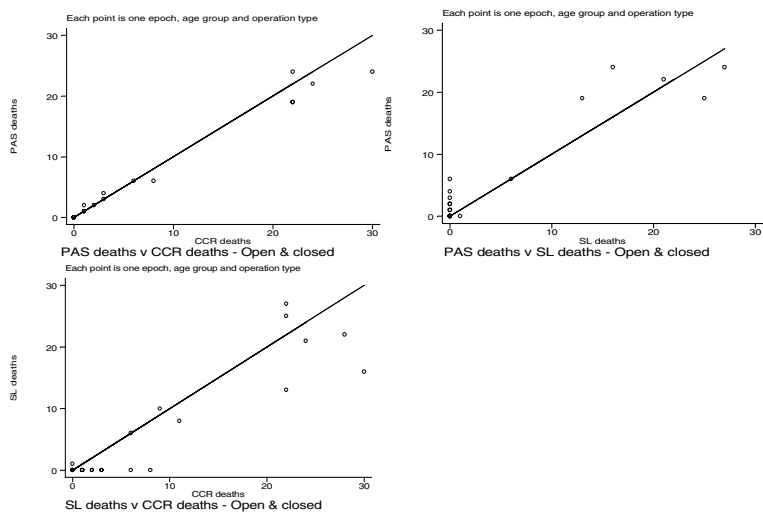 Each point is one epoch, age group and operation type
30
20
10
0
PAS deaths
0
10
20
30
CCR deaths
PAS deaths v CCR deaths - Open & closed
Each point is one epoch, age group and operation type
30
20
10
0
PAS deaths
0
10
20
30
SL deaths
PAS deaths v SL deaths - Open & closed
Each point is one epoch, age group and operation type
30
20
10
0
SL deaths
0
10
20
30
CCR deaths
SL deaths v CCR deaths - Open & closed